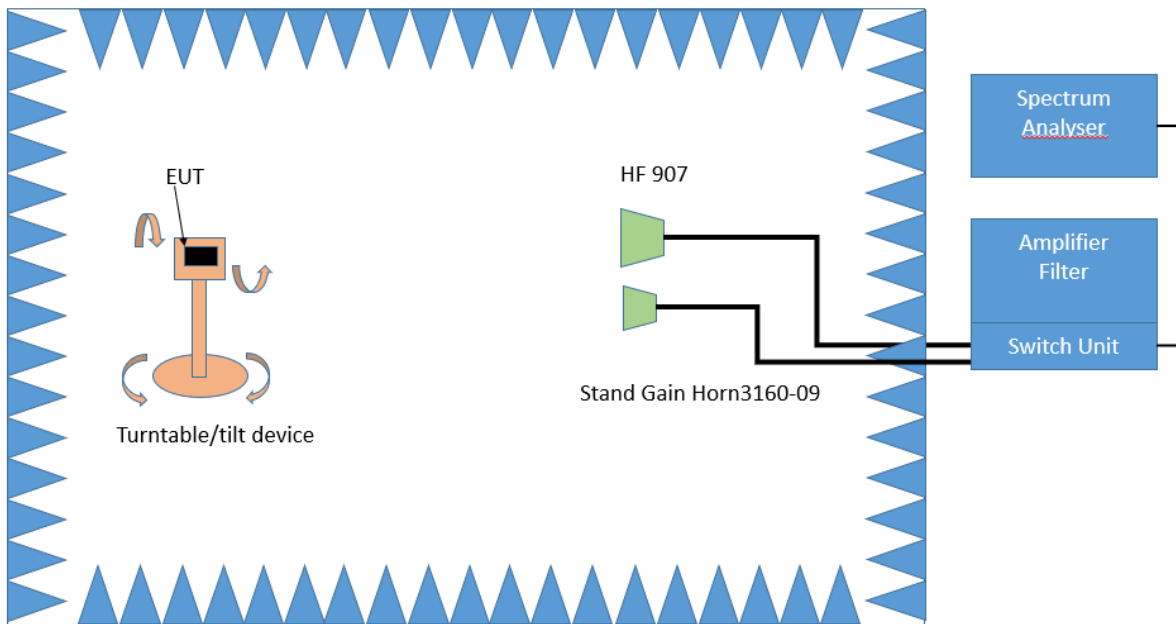 Spectrum
Analyser
EUT
HF 907
Amplifier
Filter
Switch Unit
Stand Gain Horn3160-09
Turntable/tilt device